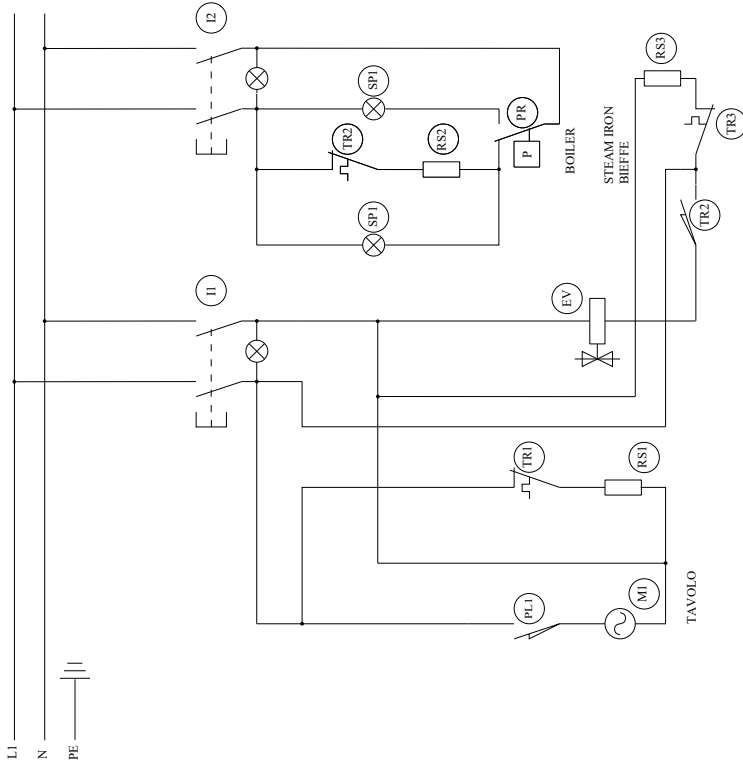 L1
N
PE
I2
I1
SP1
TR2
RS2
SP1
PR
P
BOILER
RS3
TR3
STEAM IRON
BIEFFE
TR2
EV
TR1
RS1
PL1
M1
TAVOLO